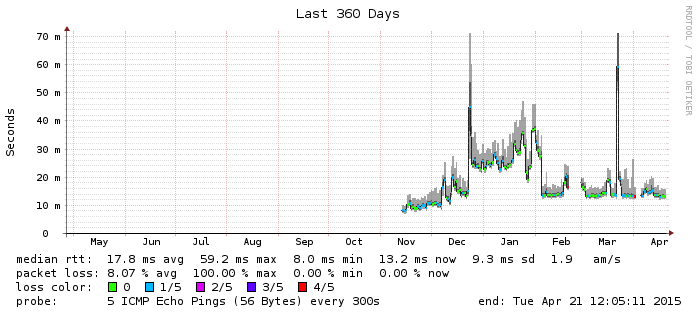 Last 360 Days
RRDTOOL / TOBI OETIKER
Seconds
70 m
60 m
50 m
40 m
30 m
20 m
10 m
0
May Jun Jul Aug Sep Oct Nov Dec Jan Feb Mar Apr
median rtt: 17.8 ms avg 59.2 ms max 8.0 ms min 13.2 ms now 9.3 ms sd 1.9 am/s
packet loss: 8.07 % avg 100.00 % max 0.00 % min 0.00 % now
loss color: 0 1/5 2/5 3/5 4/5
probe: 5 ICMP Echo Pings (56 Bytes) every 300s end: Tue Apr 21 12:05:11 2015